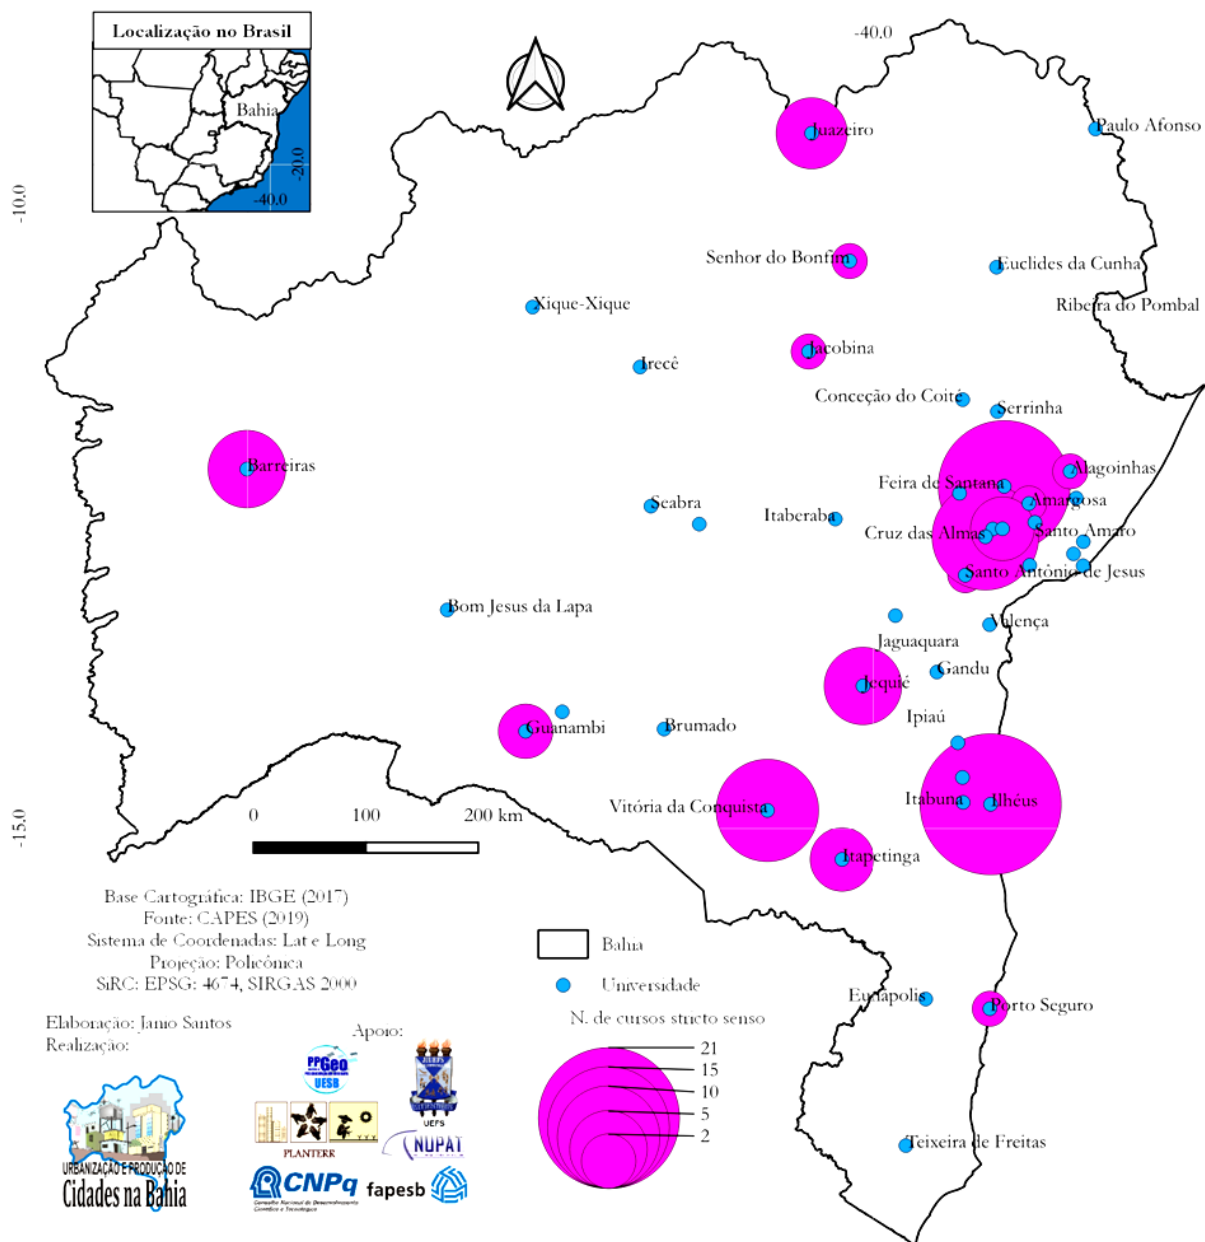 Localização no Brasil
Bahia
-20.0
-40.0
-40.0
-10.0
-15.0
Juazeiro
Paulo Afonso
Senhor do Bonfim
Euclides da Cunha
Xique-Xique
Ribeira do Pombal
Jacobina
Irecê
Conceção do Coité
Serrinha
Barreiras
Alagoinhas
Feira de Santana
Amargosa
Seabra
Itaberaba
Cruz das Almas
Santo Amaro
Santo Antônio de Jesus
Bom Jesus da Lapa
Valença
Jaguaquara
Gandu
Jequié
Ipiaú
Guanambi
Brumado
Vitória da Conquista
Itabuna
Ilhéus
Itapetinga
Eunápolis
Porto Seguro
Teixeira de Freitas
0 100 200 km
Base Cartográfica: IBGE (2017)
Fonte: CAPES (2019)
Sistema de Coordenadas: Lat e Long
Projeção: Policônica
SiRC: EPSG: 4674, SIRGAS 2000
Elaboração: Janio Santos
Realização:
Apoio:
Bahia
Universidade
N. de cursos stricto senso
21
15
10
5
2
URBANIZAÇÃO E PRODUÇÃO DE
Cidades na Bahia
PPGeo
UESB
UEFS
PLANTERR
NUPAT
CNPq
Conselho Nacional de Desenvolvimento
Científico e Tecnológico
fapesb